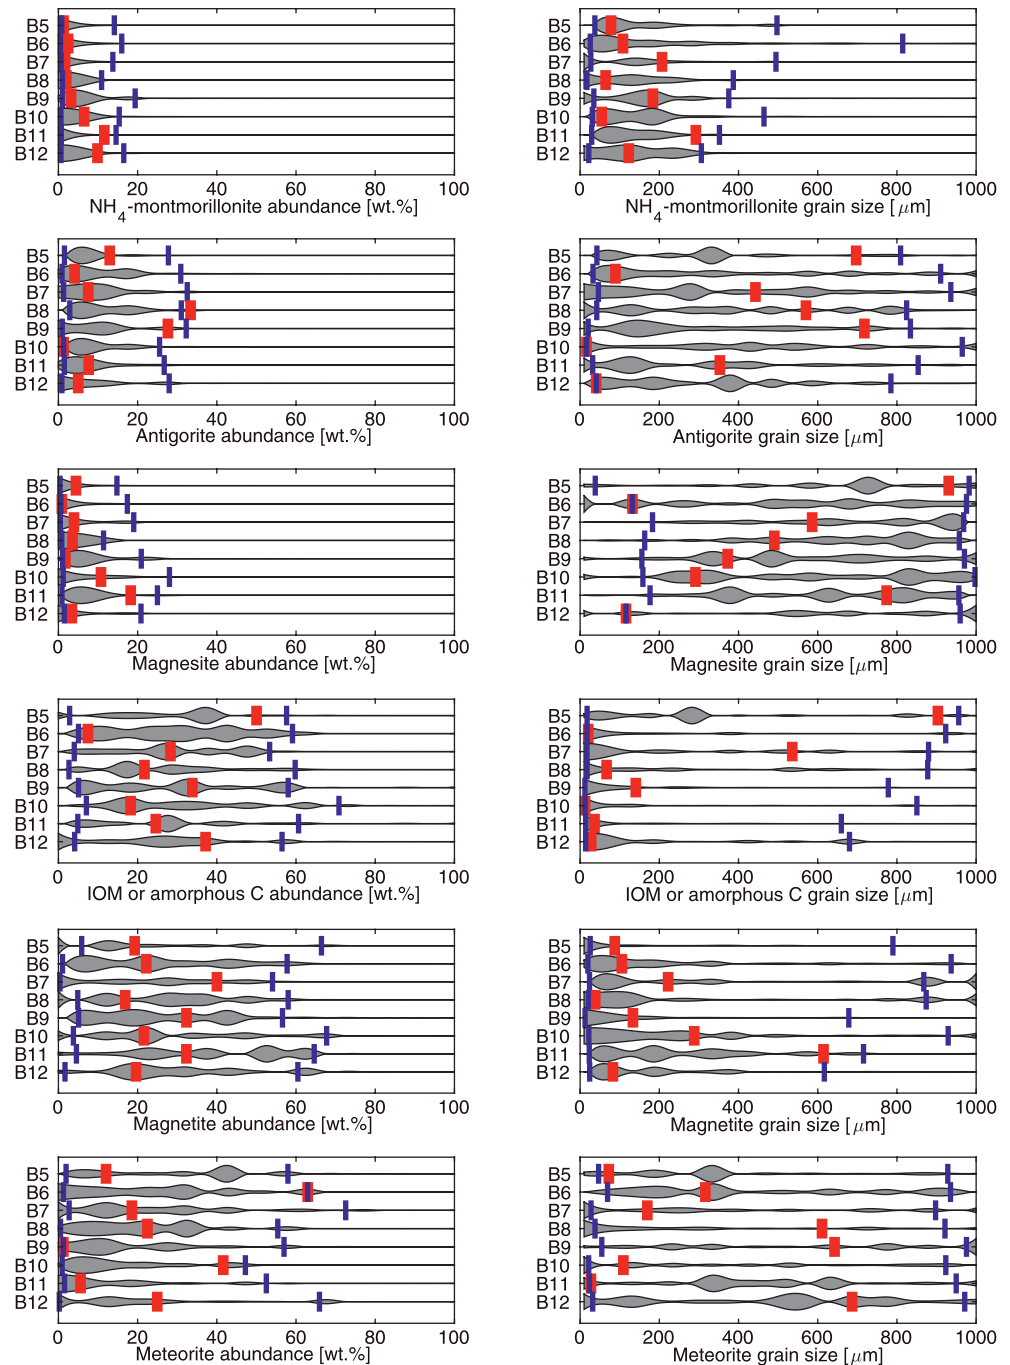 B5
B6
B7
B8
B9
B10
B11
B12
0 20 40 60 80 100
NH4-montmorillonite abundance [wt.%]
B5
B6
B7
B8
B9
B10
B11
B12
0 200 400 600 800 1000
NH4-montmorillonite grain size [ μm]
B5
B6
B7
B8
B9
B10
B11
B12
0 20 40 60 80 100
Antigorite abundance [wt.%]
B5
B6
B7
B8
B9
B10
B11
B12
0 200 400 600 800 1000
Antigorite grain size [μm]
B5
B6
B7
B8
B9
B10
B11
B12
0 20 40 60 80 100
Magnesite abundance [wt.%]
B5
B6
B7
B8
B9
B10
B11
B12
0 200 400 600 800 1000
Magnesite grain size [μm]
B5
B6
B7
B8
B9
B10
B11
B12
0 20 40 60 80 100
IOM or amorphous C abundance [wt.%]
B5
B6
B7
B8
B9
B10
B11
B12
0 200 400 600 800 1000
IOM or amorphous C grain size [μm]
B5
B6
B7
B8
B9
B10
B11
B12
0 20 40 60 80 100
Magnetite abundance [wt.%]
B5
B6
B7
B8
B9
B10
B11
B12
0 200 400 600 800 1000
Magnetite grain size [ μm]
B5
B6
B7
B8
B9
B10
B11
B12
0 20 40 60 80 100
Meteorite abundance [wt.%]
B5
B6
B7
B8
B9
B10
B11
B12
0 200 400 600 800 1000
Meteorite grain size [μm]